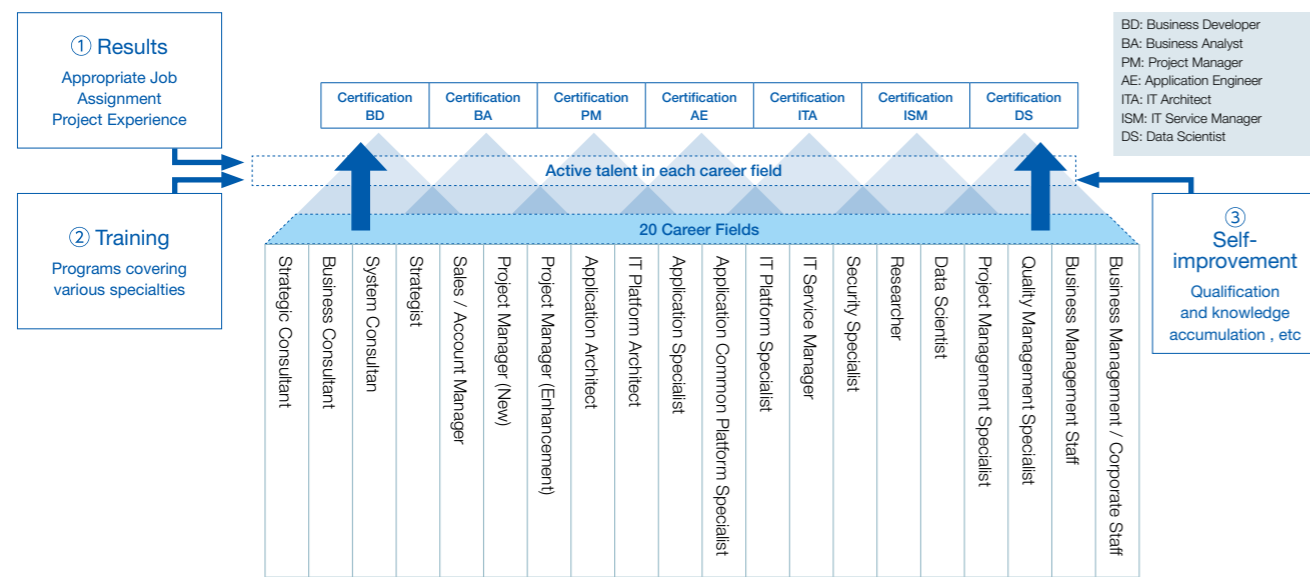 ① Results
Appropriate Job
Assignment
Project Experience
② Training
Programs covering
various specialties
Certification
BD
Certification
BA
Certification
PM
Certification
AE
Certification
ITA
Certification
ISM
Certification
DS
BD: Business Developer
BA: Business Analyst
PM: Project Manager
AE: Application Engineer
ITA: IT Architect
ISM: IT Service Manager
DS: Data Scientist
Active talent in each career field
20 Career Fields
Strategic Consultant
Business Consultant
System Consultan
Strategist
Sales / Account Manager
Project Manager (New)
Project Manager (Enhancement)
Application Architect
IT Platform Architect
Application Specialist
Application Common Platform Specialist
IT Platform Specialist
IT Service Manager
Security Specialist
Researcher
Data Scientist
Project Management Specialist
Quality Management Specialist
Business Management Staff
Business Management / Corporate Staff
③
Self-
improvement
Qualification
and knowledge
accumulation , etc